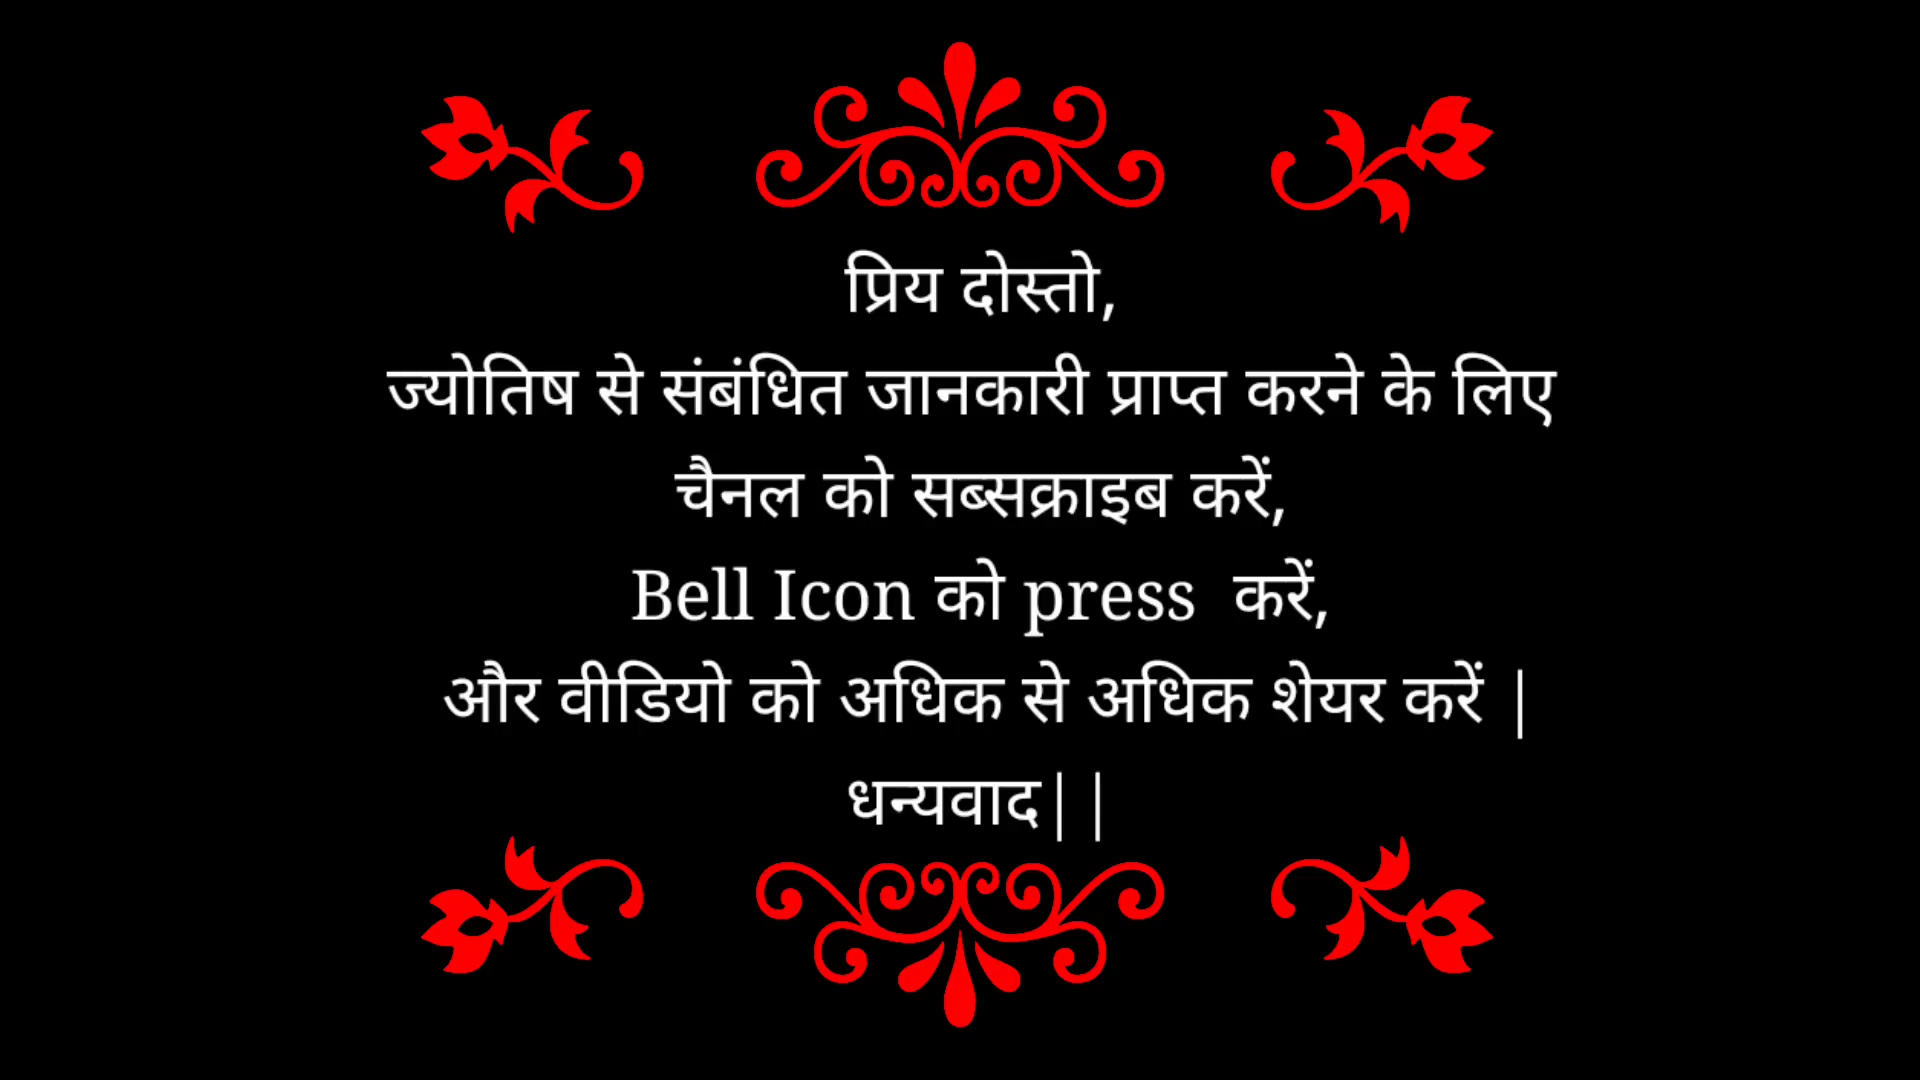 प्रिय दोस्तो,
ज्योतिष से संबंधित जानकारी प्राप्त करने के लिए
चैनल को सब्सक्राइब करें,
Bell Icon को press  करें,
और वीडियो को अधिक से अधिक शेयर करें |
धन्यवाद||